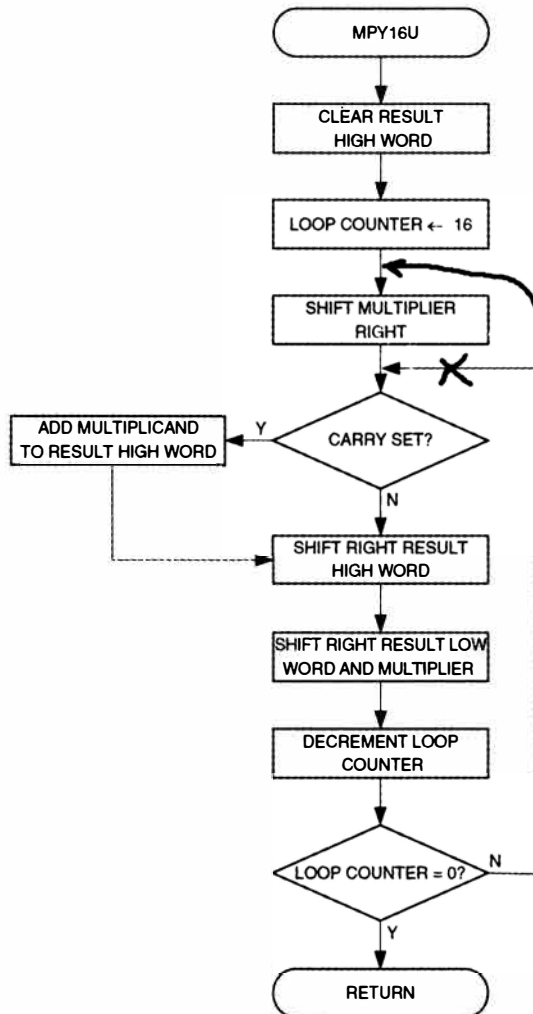 MPY16U
CLEAR RESULT
HIGH WORD
LOOP COUNTER ← 16
SHIFT MULTIPLIER
RIGHT
CARRY SET?
Y
ADD MULTIPLICAND
TO RESULT HIGH WORD
N
SHIFT RIGHT RESULT
HIGH WORD
SHIFT RIGHT RESULT LOW
WORD AND MULTIPLIER
DECREMENT LOOP
COUNTER
LOOP COUNTER = 0?
N
Y
RETURN